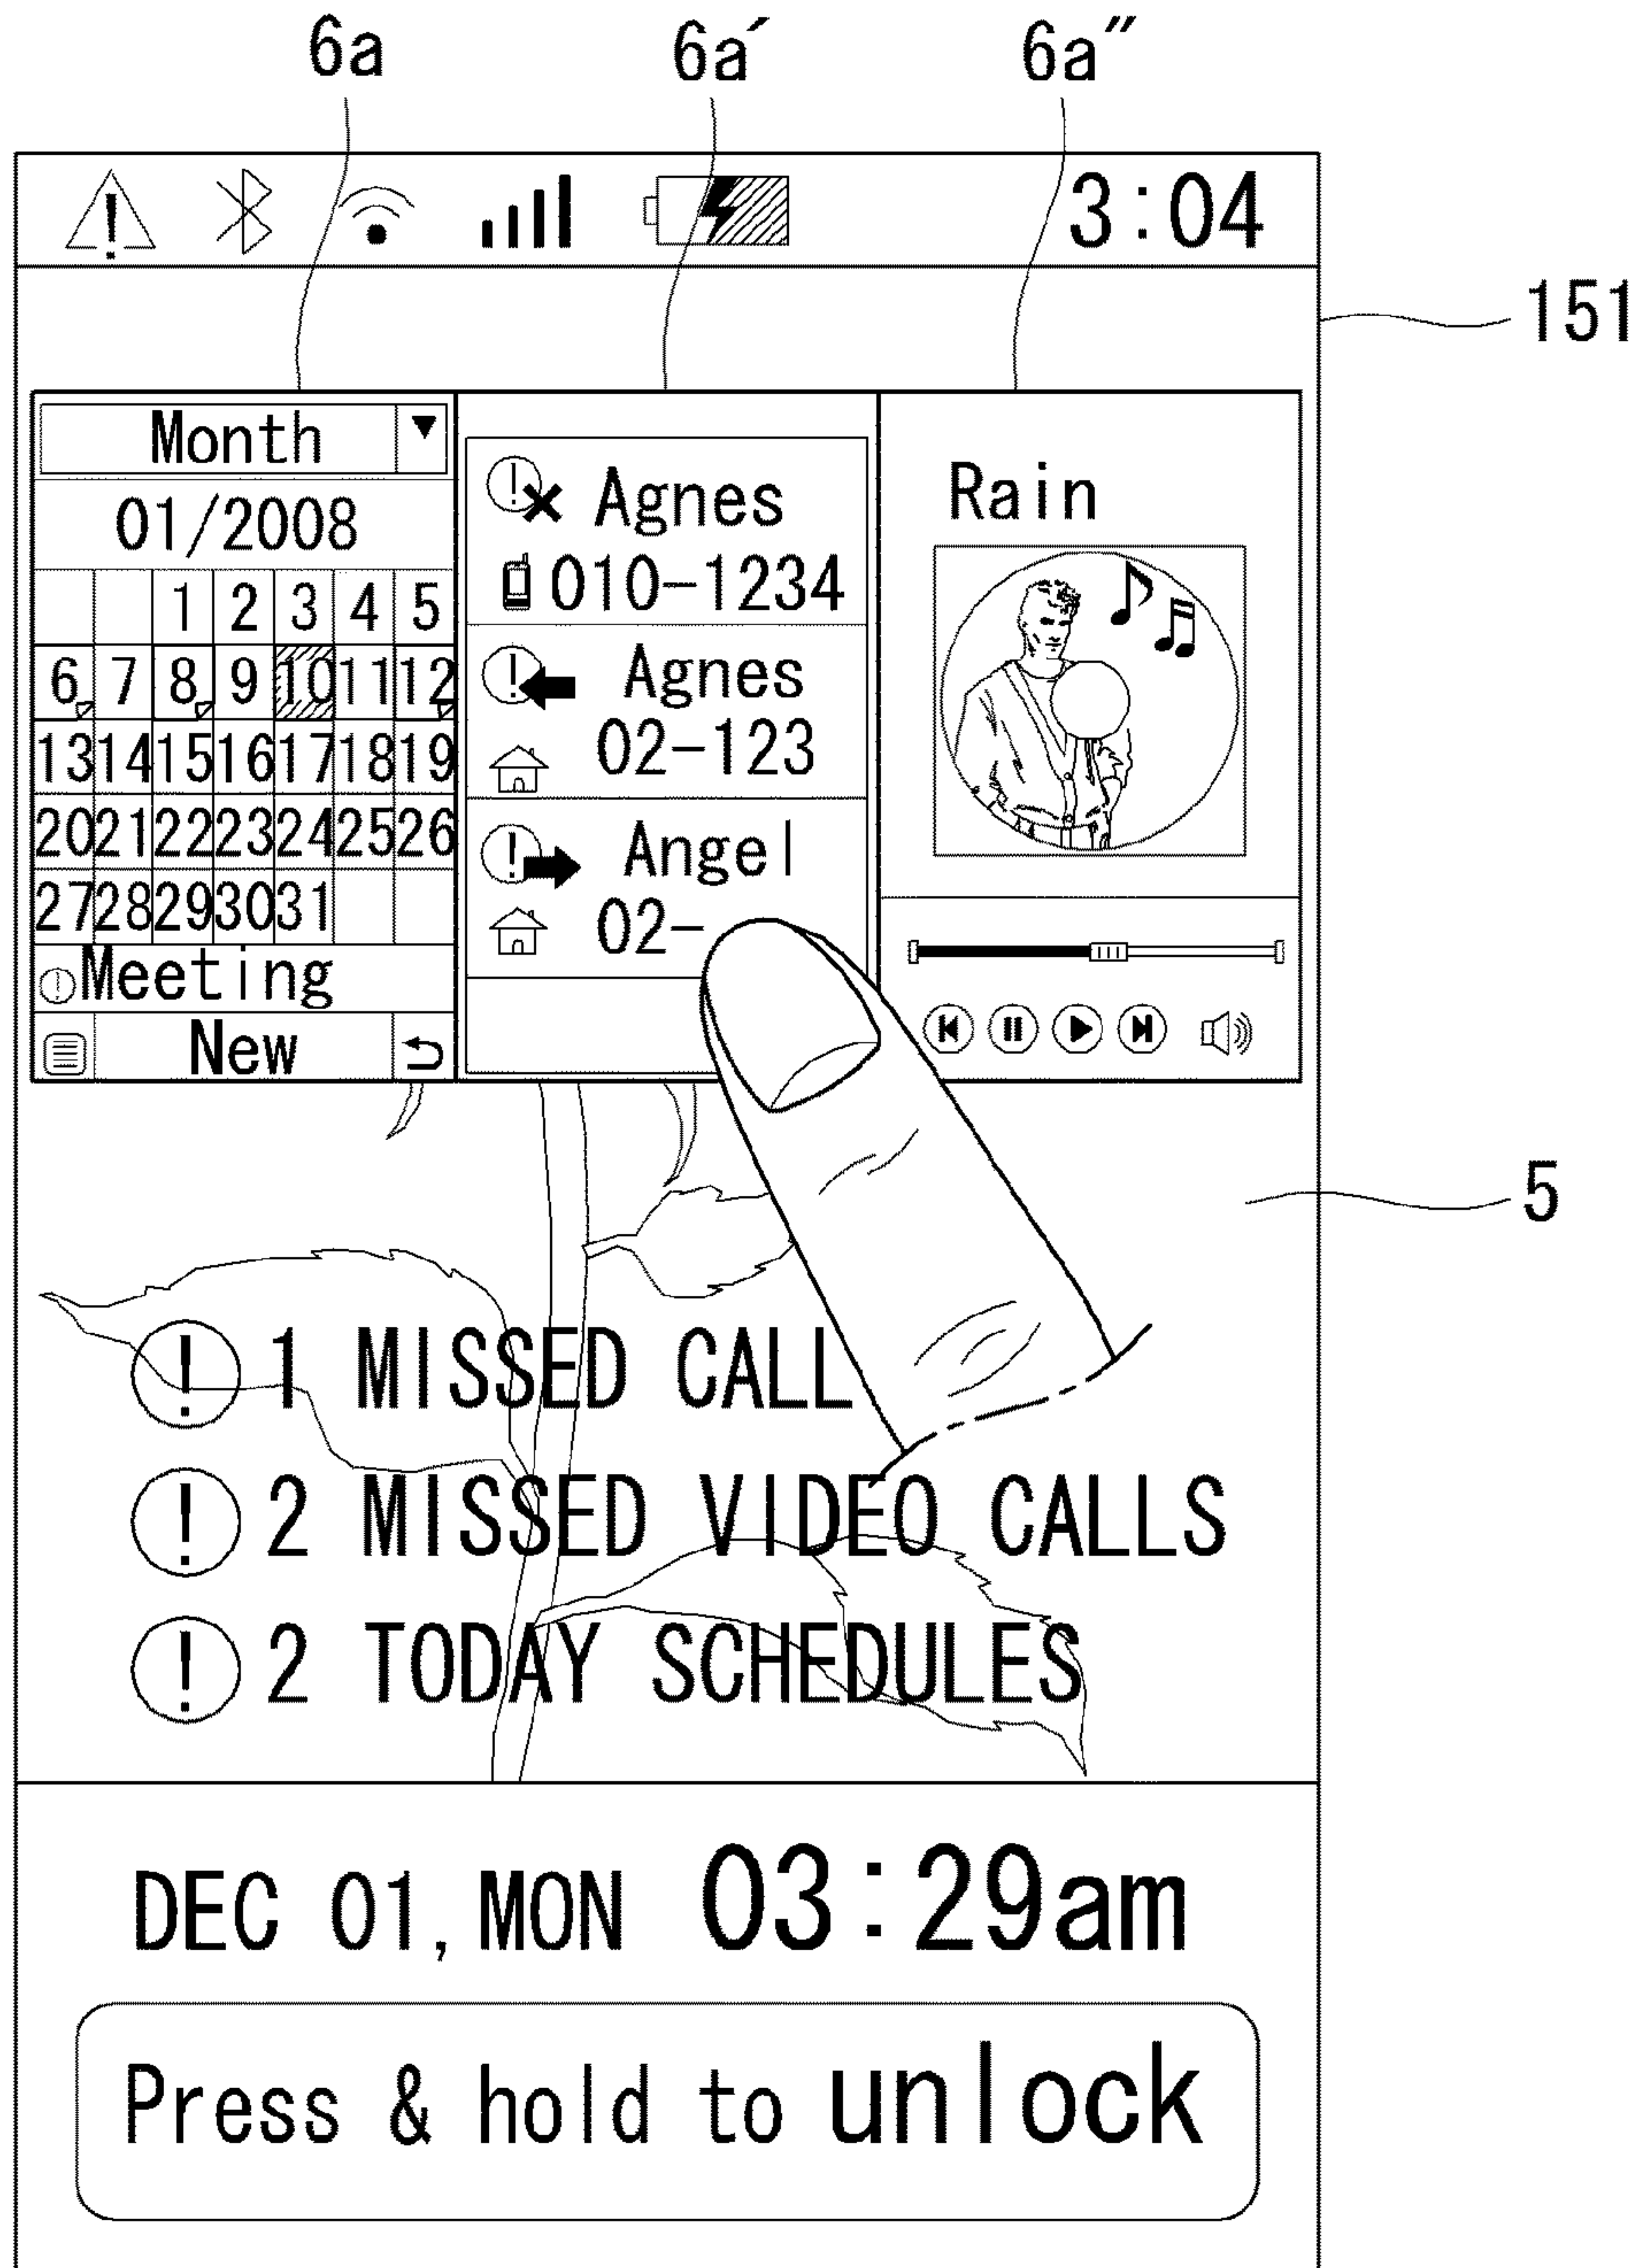 6a 6a´ 6a″
3:04
151
Month
01/2008
1 2 3 4 5
6 7 8 9 10 11 12
13 14 15 16 17 18 19
20 21 22 23 24 25 26
27 28 29 30 31
Meeting
New
Agnes
010-1234
Agnes
02-123
Angel
02-
Rain
5
1 MISSED CALL
2 MISSED VIDEO CALLS
2 TODAY SCHEDULES
DEC 01, MON 03:29am
Press & hold to unlock